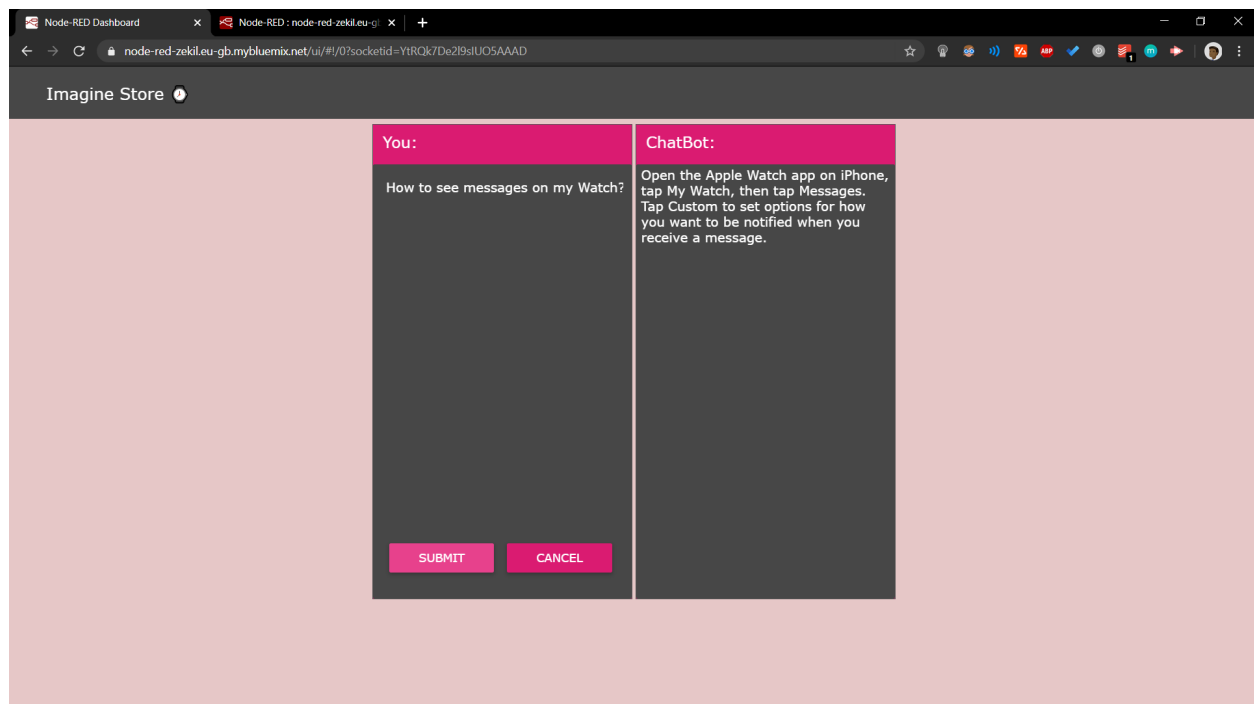 Node-RED Dashboard
Node-RED : node-red-zekil.eu-g
node-red-zekil.eu-gb.mybluemix.net/ui/#!/0?socketid=YtRQk7De2l9sIUO5AAAD
ABP
1
m
Imagine Store
You:
How to see messages on my Watch?
SUBMIT
CANCEL
ChatBot:
Open the Apple Watch app on iPhone,
tap My Watch, then tap Messages.
Tap Custom to set options for how
you want to be notified when you
receive a message.